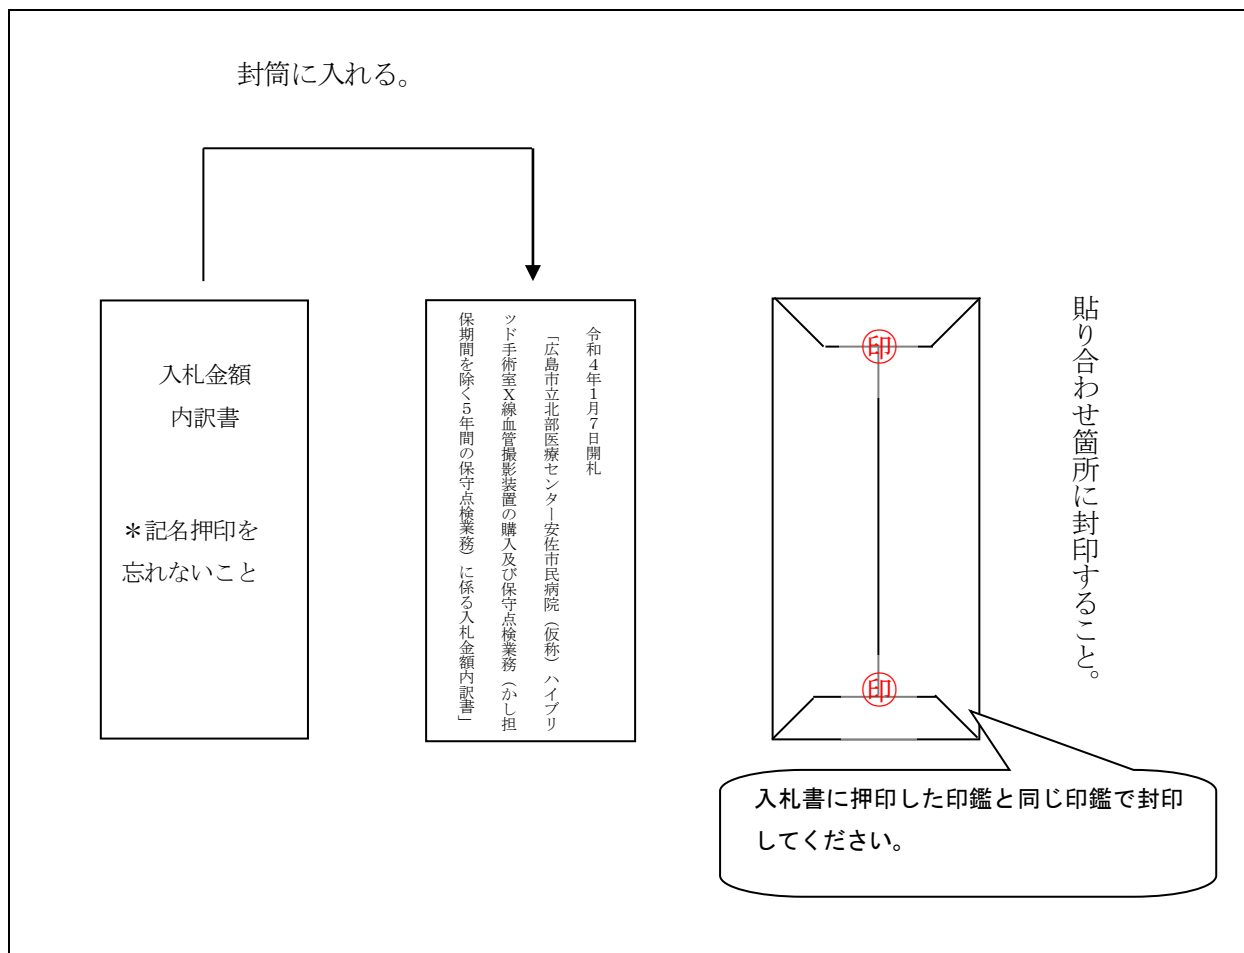 封筒に入れる。
入札金額
内訳書
＊記名押印を
忘れないこと
令和４年１月７日開札
「広島市立北部医療センター安佐市民病院（仮称）ハイブリ
ッド手術室Ｘ線血管撮影装置の購入及び保守点検業務（かし担
保期間を除く５年間の保守点検業務）に係る入札金額内訳書」
印
印
貼り合わせ箇所に封印すること。
入札書に押印した印鑑と同じ印鑑で封印
してください。